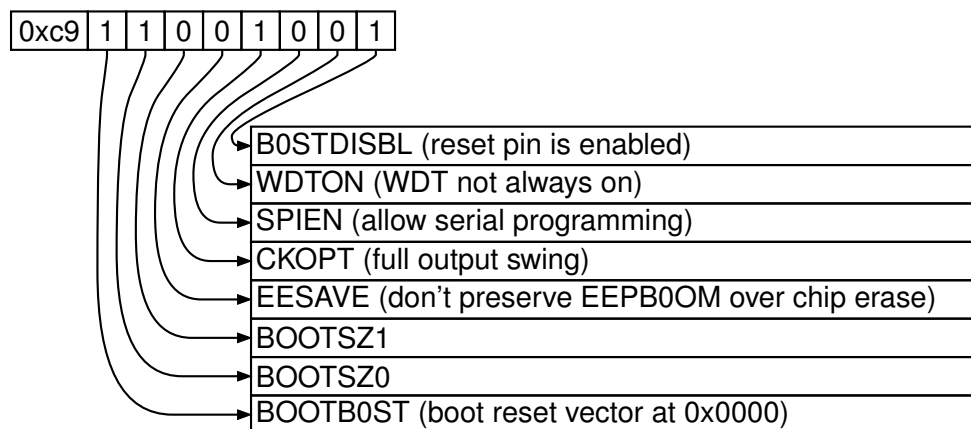 0xc9 1 1 0 0 1 0 0 1
B0STDISBL (reset pin is enabled)
WDTON (WDT not always on)
SPIEN (allow serial programming)
CKOPT (full output swing)
EESAVE (don't preserve EEPB0OM over chip erase)
BOOTSZ1
BOOTSZ0
BOOTB0ST (boot reset vector at 0x0000)